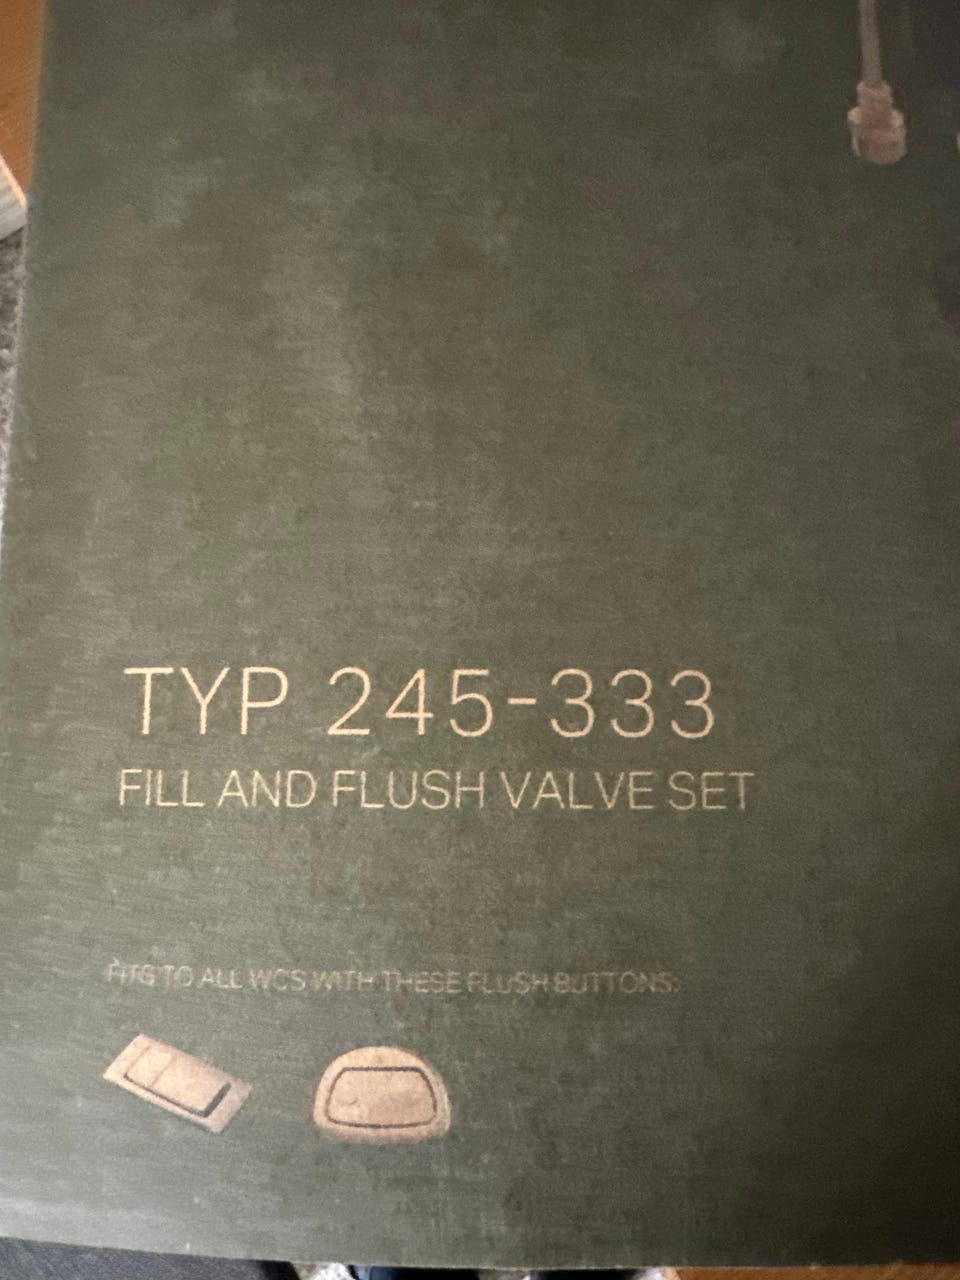 TYP 245-333
FILL AND FLUSH VALVE SET
FITS TO ALL WCS WITH THESE FLUSH BUTTONS: